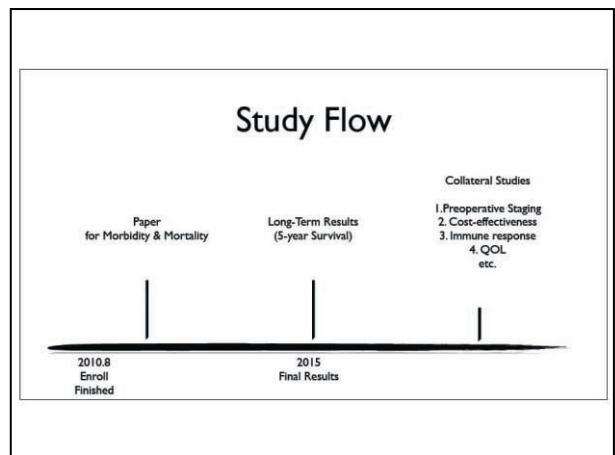 Study Flow
Paper
for Morbidity & Mortality
Long-Term Results
(5-year Survival)
Collateral Studies
1.Preoperative Staging
2. Cost-effectiveness
3. Immune response
4. QOL
etc.
2010.8
Enroll
Finished
2015
Final Results